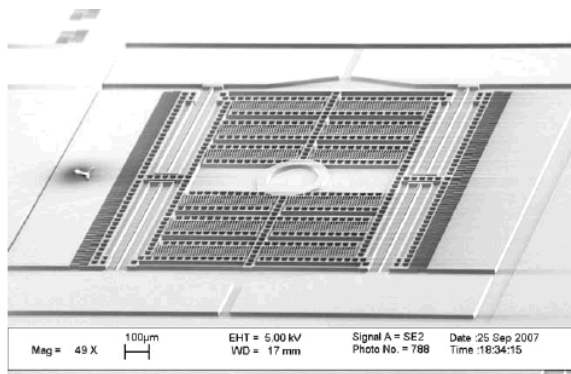 100µm EHT = 5.00 kV Signal A = SE2 Date :25 Sep 2007
Mag = 49 X WD = 17 mm Photo No. = 788 Time :18:34:15